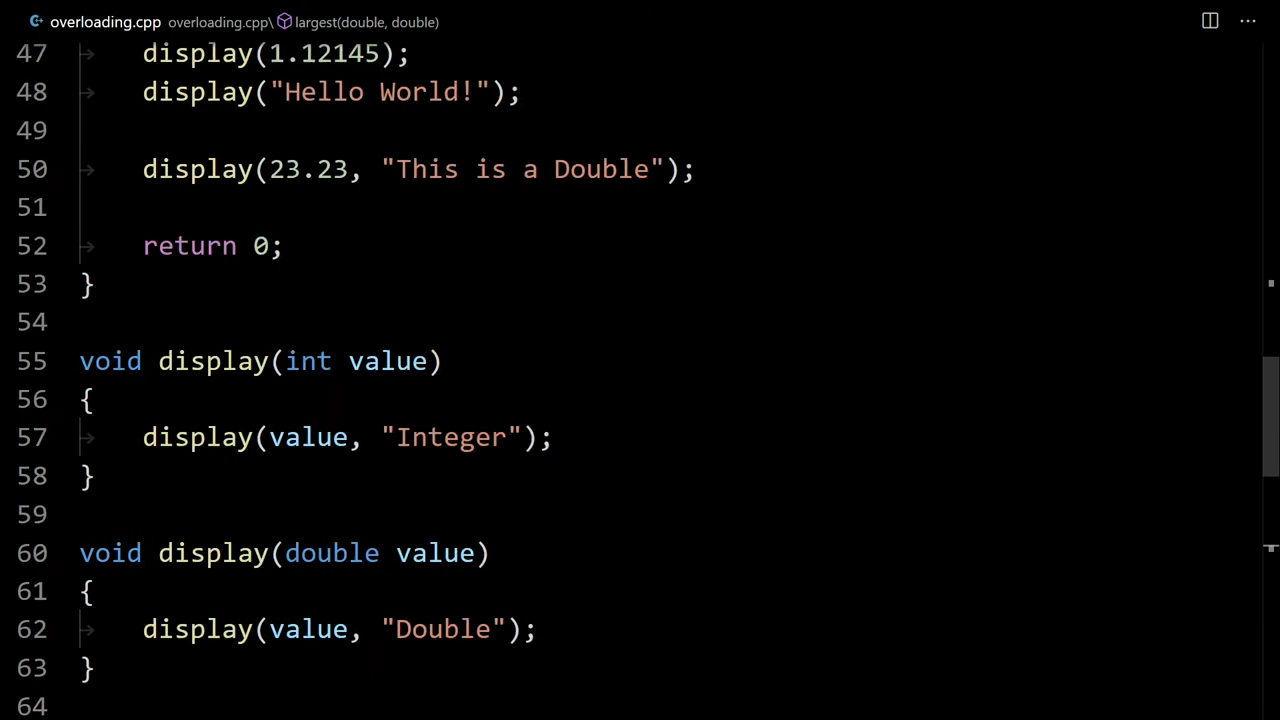 overloading.cpp overloading.cpp\ largest(double, double)
47 display(1.12145);
48 display("Hello World!");
49
50 display(23.23, "This is a Double");
51
52 return 0;
53 }
54
55 void display(int value)
56 {
57 display(value, "Integer");
58 }
59
60 void display(double value)
61 {
62 display(value, "Double");
63 }
64